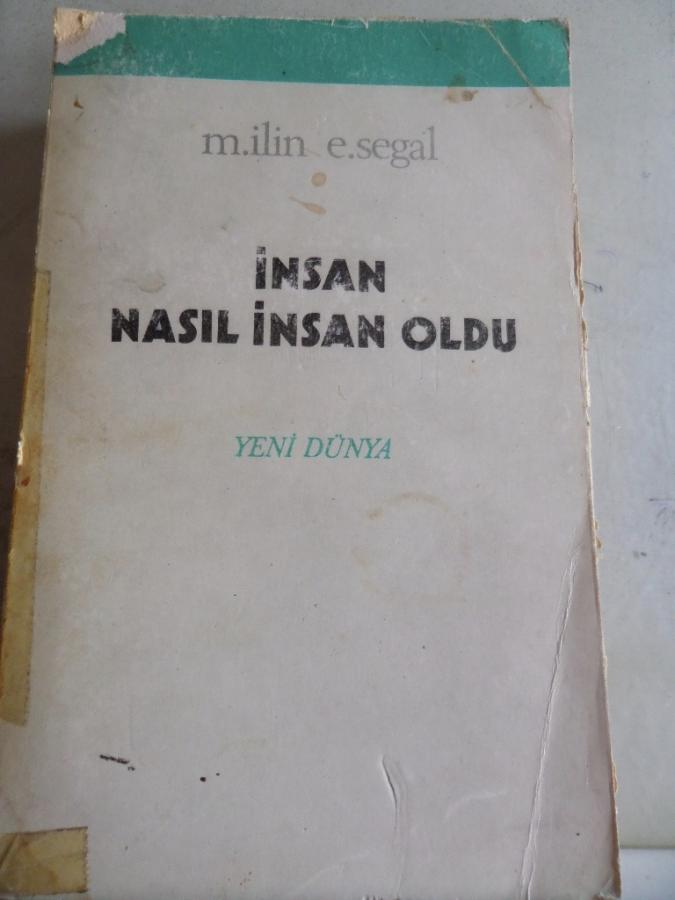 m.ilin e.segal
İNSAN
NASIL İNSAN OLDU
YENİ DÜNYA